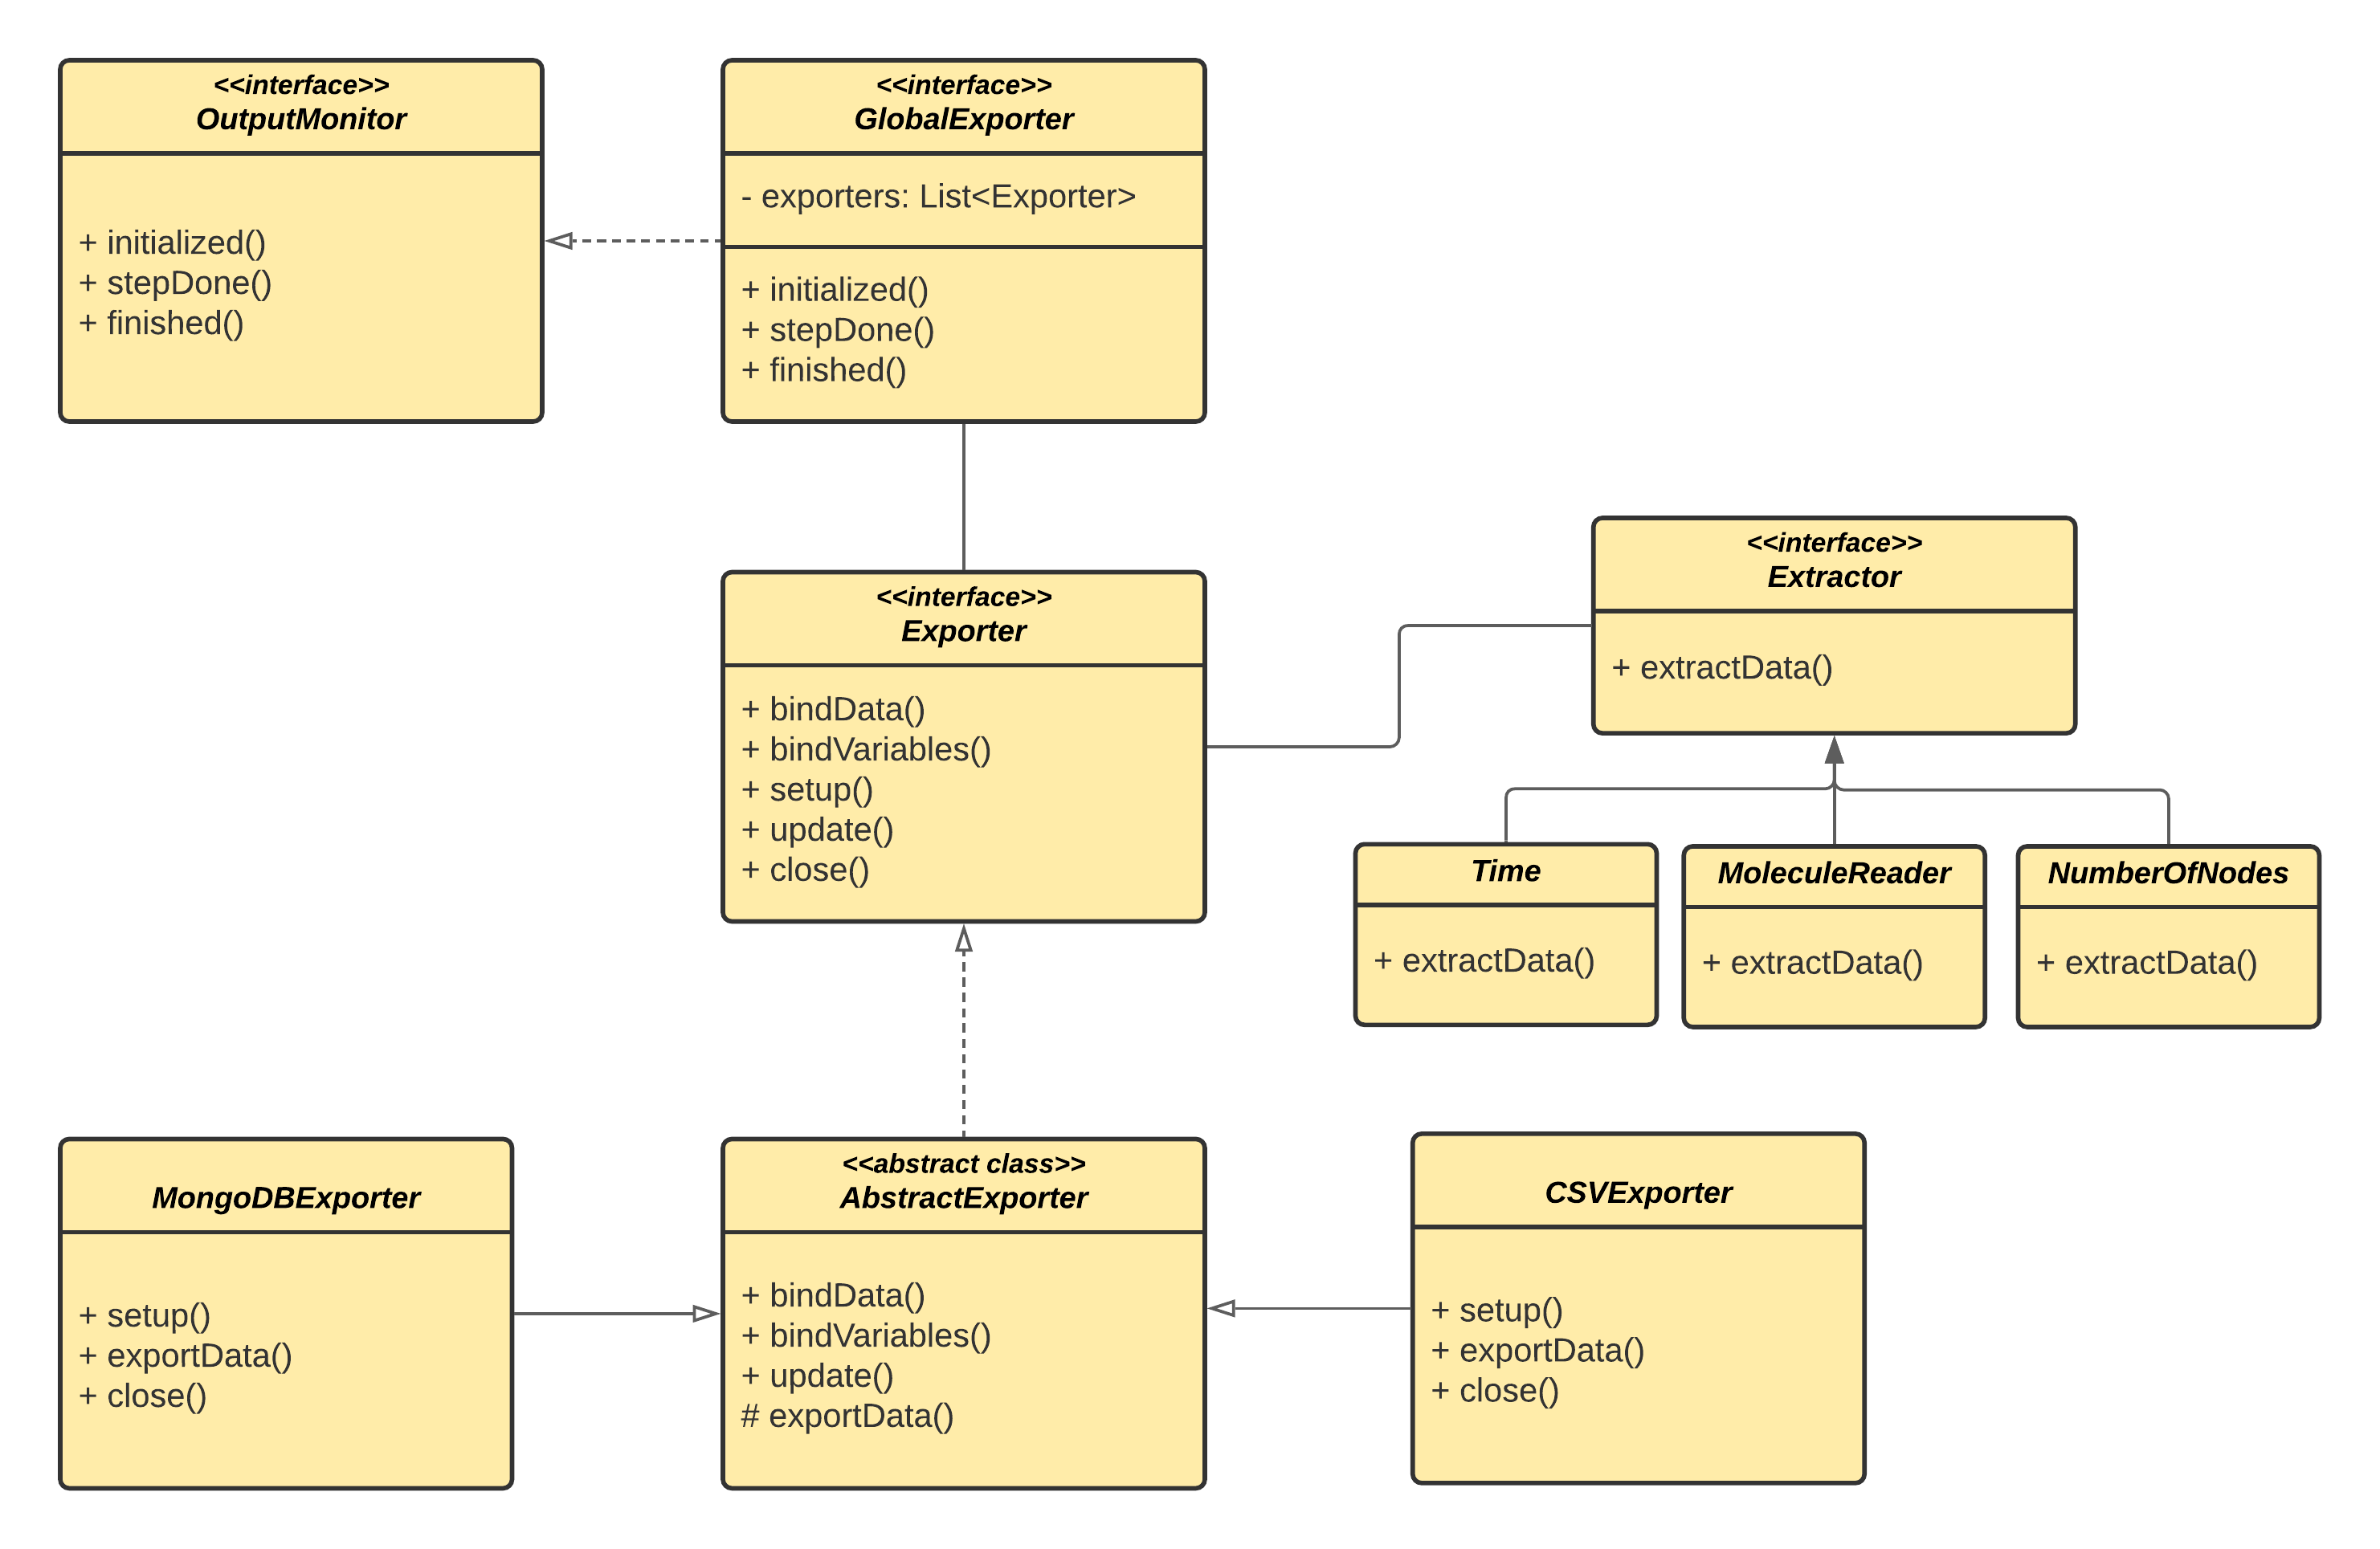 <<interface>>
OutputMonitor
+ initialized()
+ stepDone()
+ finished()
<<interface>>
GlobalExporter
- exporters: List<Exporter>
+ initialized()
+ stepDone()
+ finished()
<<interface>>
Exporter
+ bindData()
+ bindVariables()
+ setup()
+ update()
+ close()
<<interface>>
Extractor
+ extractData()
Time
+ extractData()
MoleculeReader
+ extractData()
NumberOfNodes
+ extractData()
MongoDBExporter
+ setup()
+ exportData()
+ close()
<<abstract class>>
AbstractExporter
+ bindData()
+ bindVariables()
+ update()
# exportData()
CSVExporter
+ setup()
+ exportData()
+ close()